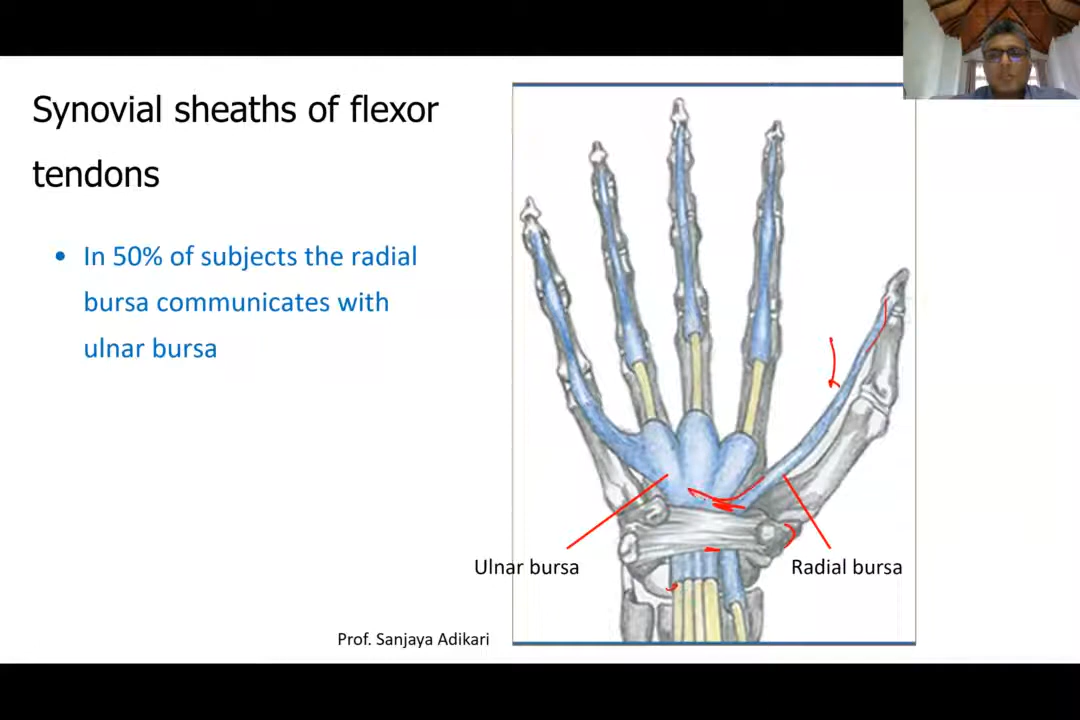 Synovial sheaths of flexor
tendons
• In 50% of subjects the radial
bursa communicates with
ulnar bursa
Ulnar bursa
Radial bursa
Prof. Sanjaya Adikari